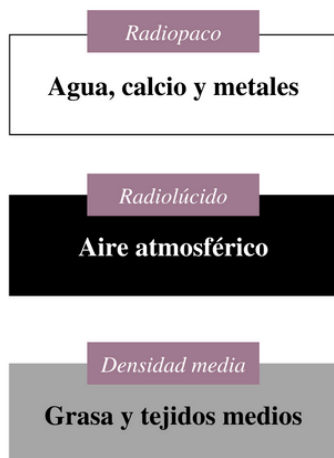 Radiopaco
Agua, calcio y metales
Radiolúcido
Aire atmosférico
Densidad media
Grasa y tejidos medios